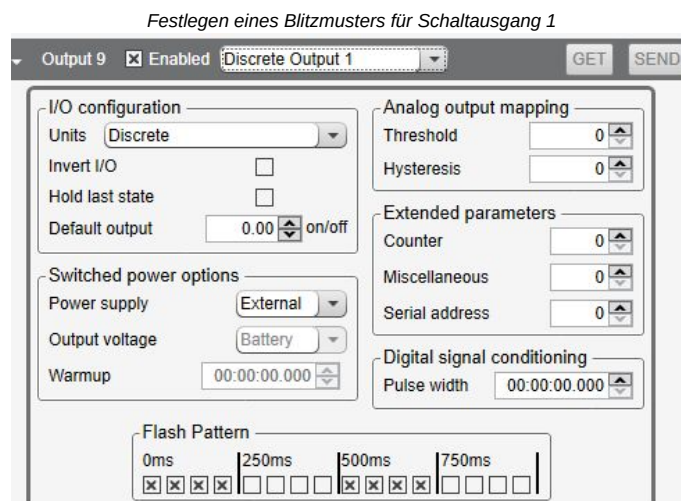 Festlegen eines Blitzmusters für Schaltausgang 1
Output 9 Enabled Discrete Output 1 GET SEND
I/O configuration
Units Discrete
Invert I/O
Hold last state
Default output 0.00 on/off
Switched power options
Power supply External
Output voltage Battery
Warmup 00:00:00.000
Analog output mapping
Threshold 0
Hysteresis 0
Extended parameters
Counter 0
Miscellaneous 0
Serial address 0
Digital signal conditioning
Pulse width 00:00:00.000
Flash Pattern
0ms 250ms 500ms 750ms